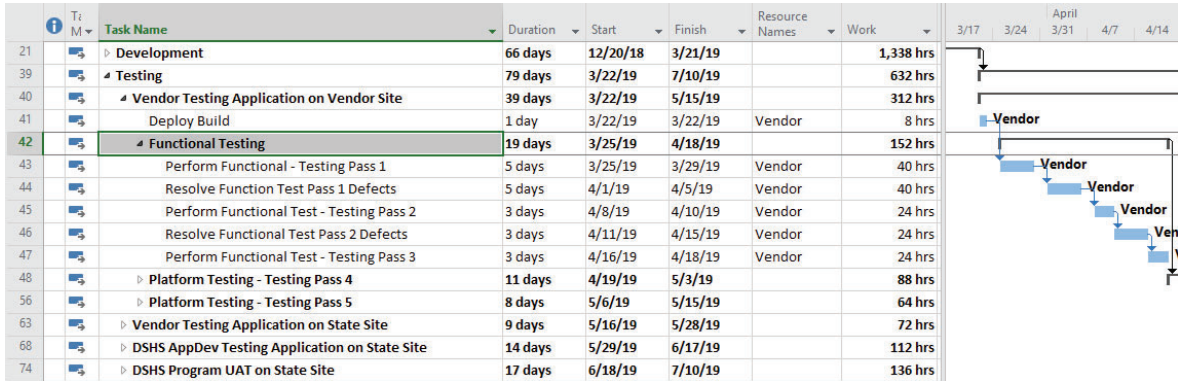 Resource April
Ta M Task Name Duration Start Finish Names Work 3/17 3/24 3/31 4/7 4/14
21 Development 66 days 12/20/18 3/21/19 1,338 hrs
39 Testing 79 days 3/22/19 7/10/19 632 hrs
40 Vendor Testing Application on Vendor Site 39 days 3/22/19 5/15/19 312 hrs
41 Deploy Build 1 day 3/22/19 3/22/19 Vendor 8 hrs Vendor
42 Functional Testing 19 days 3/25/19 4/18/19 152 hrs
43 Perform Functional - Testing Pass 1 5 days 3/25/19 3/29/19 Vendor 40 hrs Vendor
44 Resolve Function Test Pass 1 Defects 5 days 4/1/19 4/5/19 Vendor 40 hrs Vendor
45 Perform Functional Test - Testing Pass 2 3 days 4/8/19 4/10/19 Vendor 24 hrs Vendor
46 Resolve Functional Test Pass 2 Defects 3 days 4/11/19 4/15/19 Vendor 24 hrs Ven
47 Perform Functional Test - Testing Pass 3 3 days 4/16/19 4/18/19 Vendor 24 hrs
48 Platform Testing - Testing Pass 4 11 days 4/19/19 5/3/19 88 hrs
56 Platform Testing - Testing Pass 5 8 days 5/6/19 5/15/19 64 hrs
63 Vendor Testing Application on State Site 9 days 5/16/19 5/28/19 72 hrs
68 DSHS AppDev Testing Application on State Site 14 days 5/29/19 6/17/19 112 hrs
74 DSHS Program UAT on State Site 17 days 6/18/19 7/10/19 136 hrs